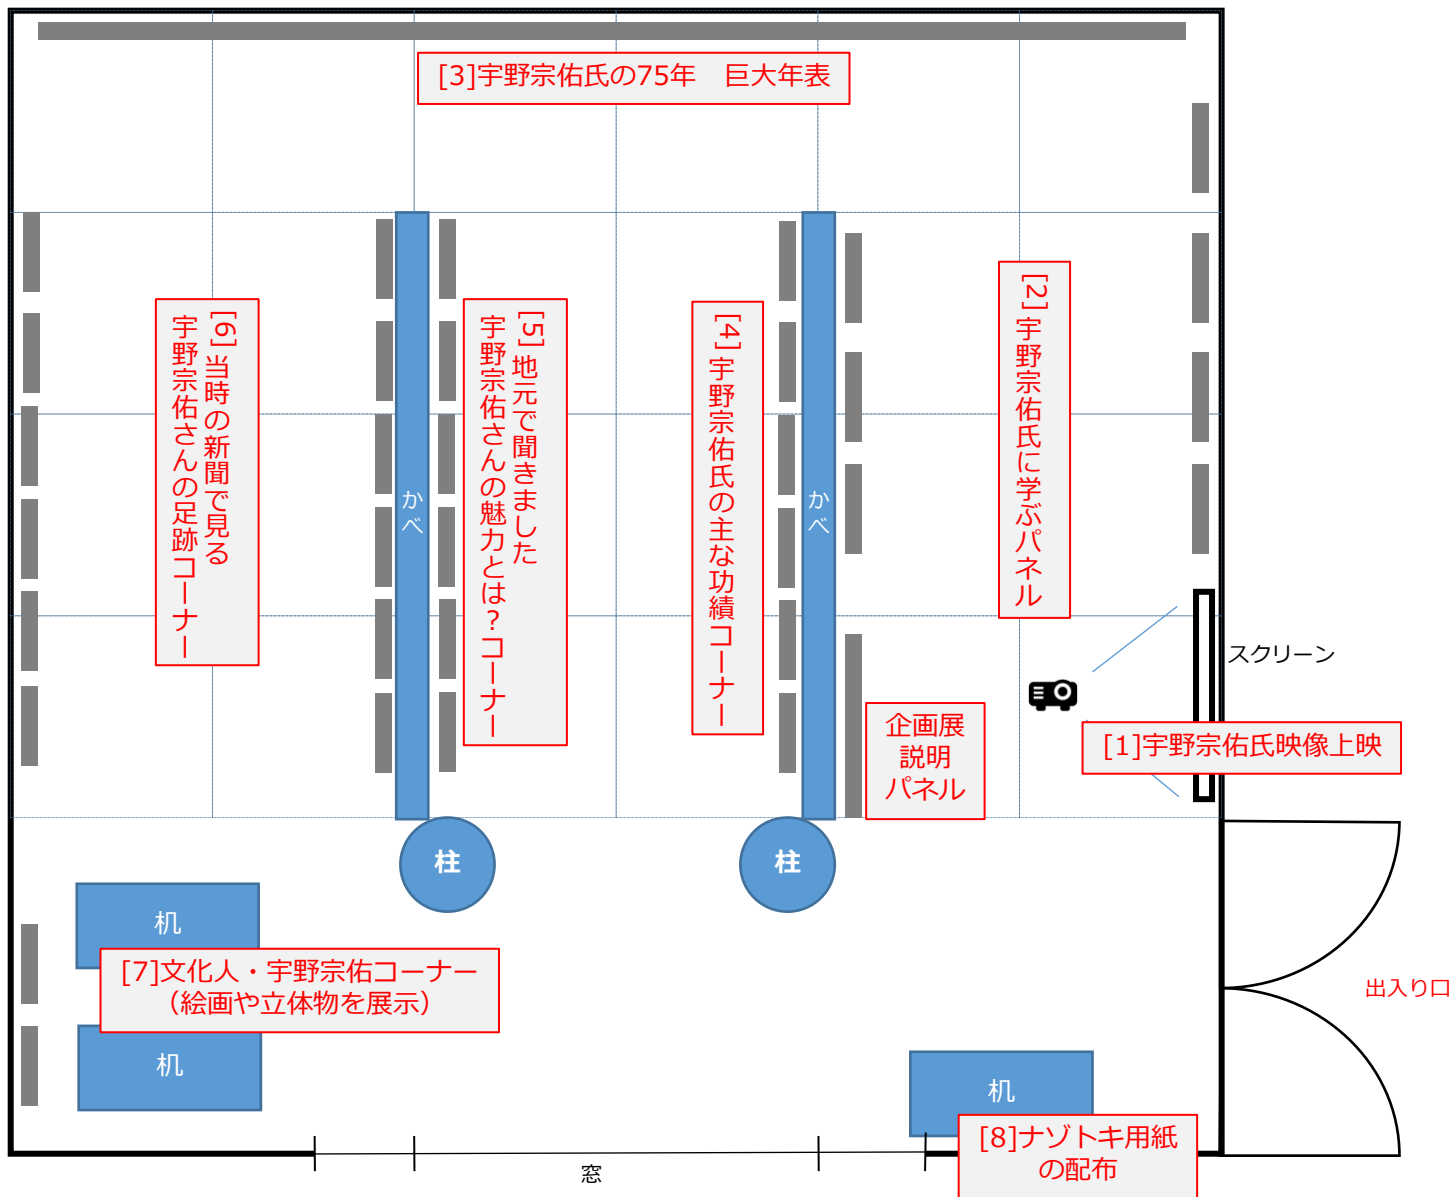 [3]宇野宗佑氏の75年　巨大年表
[2]宇野宗佑氏に学ぶパネル
[4]宇野宗佑氏の主な功績コーナー
[5]地元で聞きました
宇野宗佑さんの魅力とは？コーナー
[6]当時の新聞で見る
宇野宗佑さんの足跡コーナー
かべ
かべ
スクリーン
[1]宇野宗佑氏映像上映
企画展
説明
パネル
柱
柱
机
[7]文化人・宇野宗佑コーナー
（絵画や立体物を展示）
机
出入り口
机
[8]ナゾトキ用紙
の配布
窓